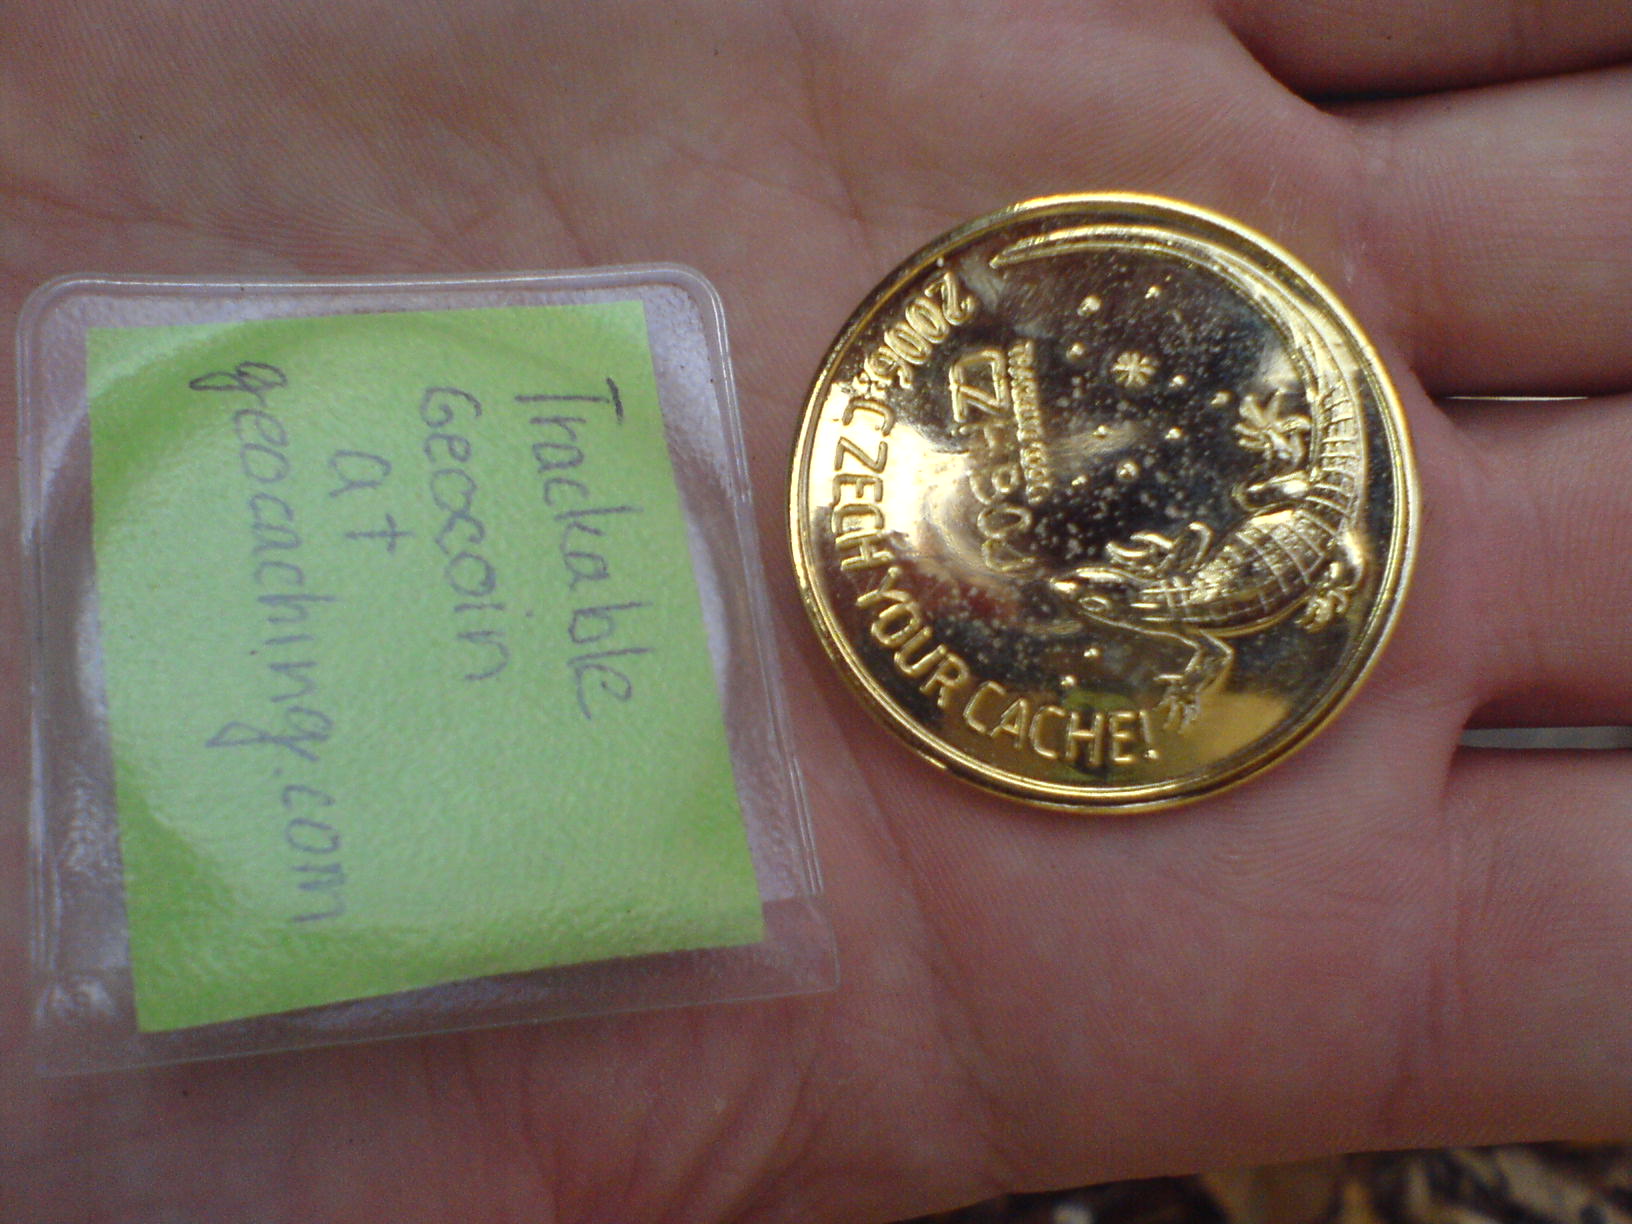 Trackable
Geocoin
at
geocaching.com
2006 * CZECH YOUR CACHE!